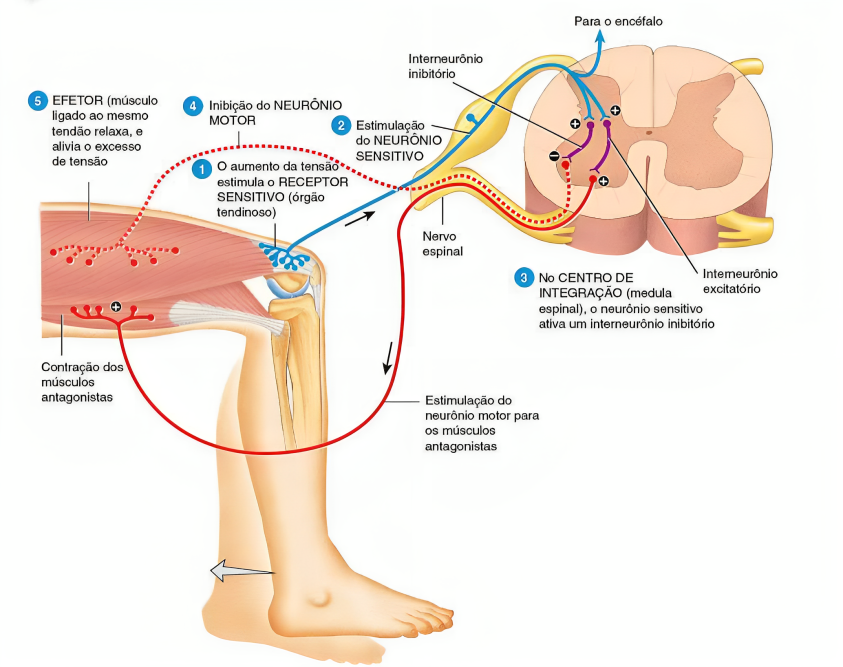 Para o encéfalo
Interneurônio
inibitório
5 EFETOR (músculo
ligado ao mesmo
tendão relaxa, e
alivia o excesso
de tensão
4 Inibição do NEURÔNIO
MOTOR
2 Estimulação
do NEURÔNIO
SENSITIVO
1 O aumento da tensão
estimula o RECEPTOR
SENSITIVO (órgão
tendinoso)
+
+
−
+
Nervo
espinal
3 No CENTRO DE
INTEGRAÇÃO (medula
espinal), o neurônio sensitivo
ativa um interneurônio inibitório
Interneurônio
excitatório
+
Contração dos
músculos
antagonistas
Estimulação do
neurônio motor para
os músculos
antagonistas